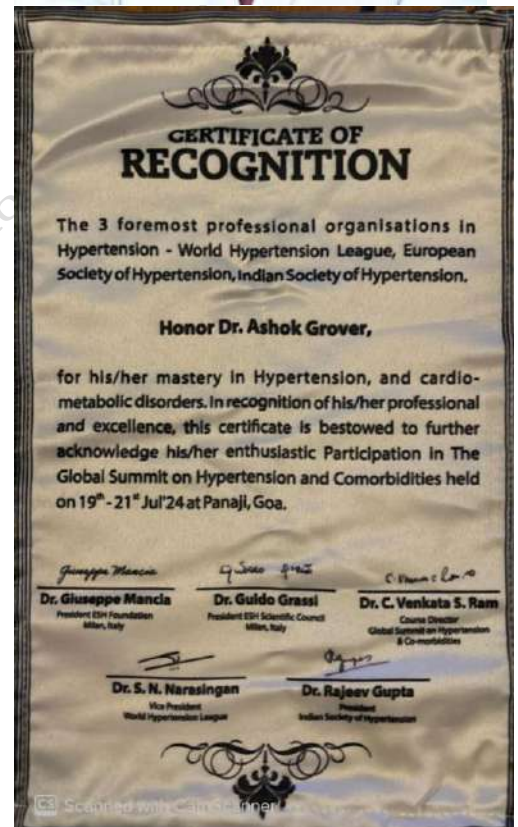 CERTIFICATE OF
RECOGNITION
The 3 foremost professional organisations in
Hypertension - World Hypertension League, European
Society of Hypertension, Indian Society of Hypertension.
Honor Dr. Ashok Grover,
for his/her mastery in Hypertension, and cardio-
metabolic disorders. In recognition of his/her professional
and excellence, this certificate is bestowed to further
acknowledge his/her enthusiastic Participation in The
Global Summit on Hypertension and Comorbidities held
on 19th - 21st Jul'24 at Panaji, Goa.
Giuseppe Mancia
Dr. Giuseppe Mancia
President ESH Foundation
Milan, Italy
Dr. Guido Grassi
President ESH Scientific Council
Milan, Italy
Dr. C. Venkata S. Ram
Course Director
Global Summit on Hypertension
& Co-morbidities
Dr. S. N. Narasingan
Vice President
World Hypertension League
Dr. Rajeev Gupta
President
Indian Society of Hypertension
CS Scanned with CamScanner